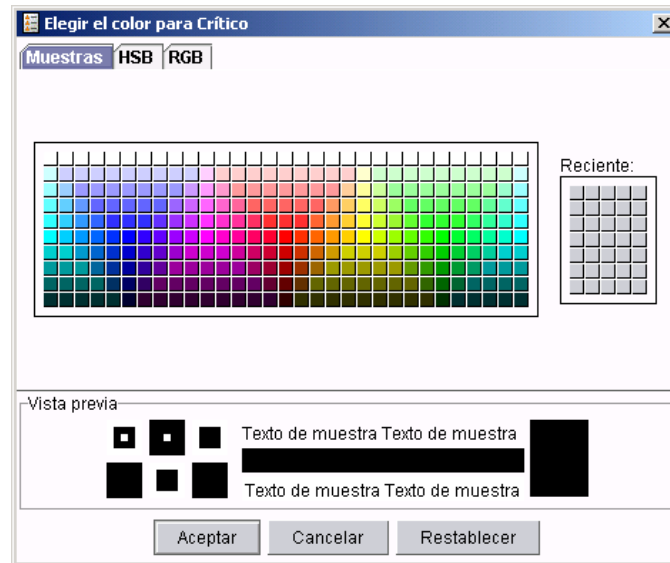 Elegir el color para Crítico
Muestras HSB RGB
Reciente:
Vista previa
Texto de muestra Texto de muestra
Texto de muestra Texto de muestra
Aceptar Cancelar Restablecer